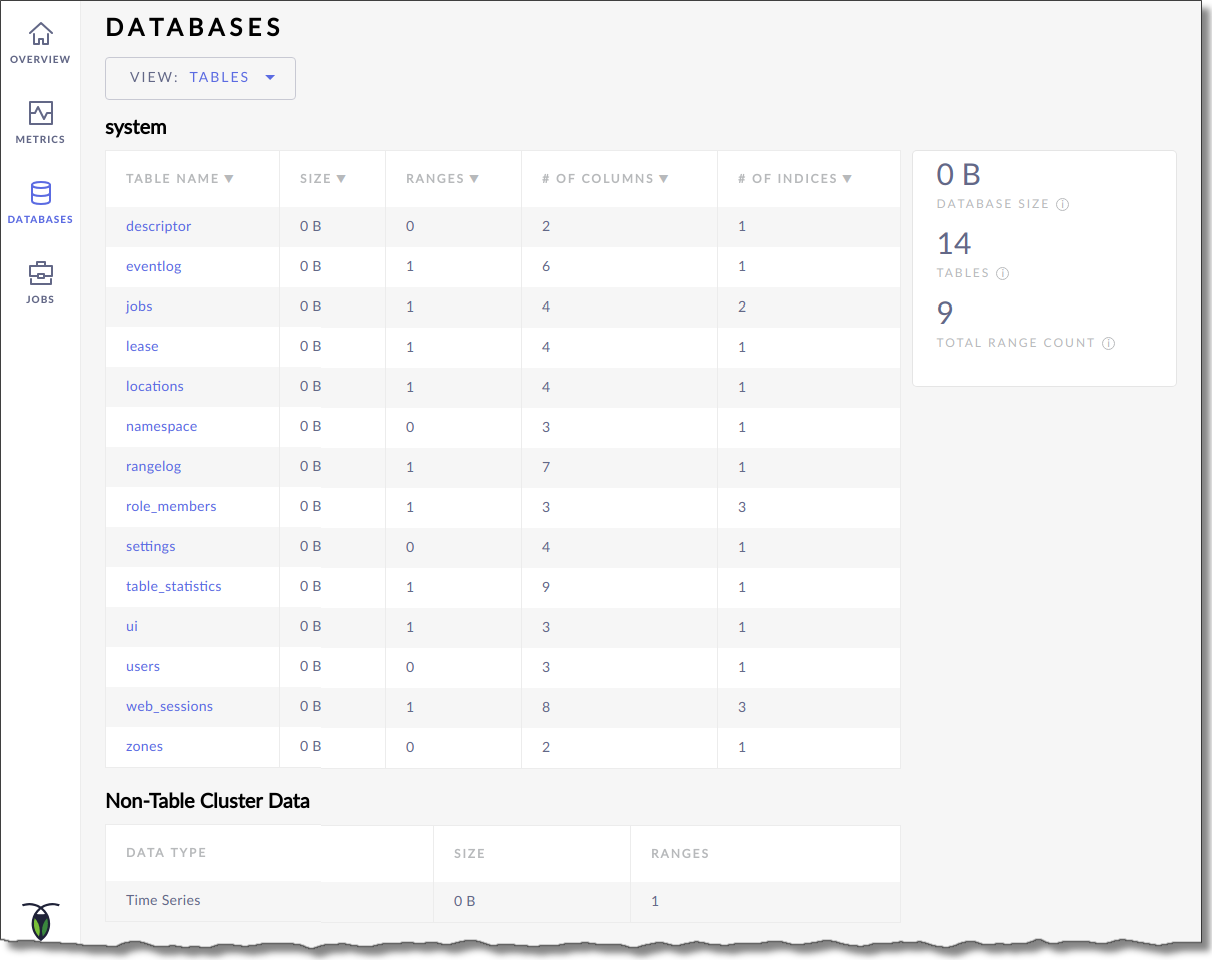 DATABASES
OVERVIEW
METRICS
DATABASES
JOBS
VIEW: TABLES
system
TABLE NAME ▼ SIZE ▼ RANGES ▼ # OF COLUMNS ▼ # OF INDICES ▼
descriptor 0 B 0 2 1
eventlog 0 B 1 6 1
jobs 0 B 1 4 2
lease 0 B 1 4 1
locations 0 B 1 4 1
namespace 0 B 0 3 1
rangelog 0 B 1 7 1
role_members 0 B 1 3 3
settings 0 B 0 4 1
table_statistics 0 B 1 9 1
ui 0 B 1 3 1
users 0 B 0 3 1
web_sessions 0 B 1 8 3
zones 0 B 0 2 1
0 B
DATABASE SIZE
14
TABLES
9
TOTAL RANGE COUNT
Non-Table Cluster Data
DATA TYPE SIZE RANGES
Time Series 0 B 1